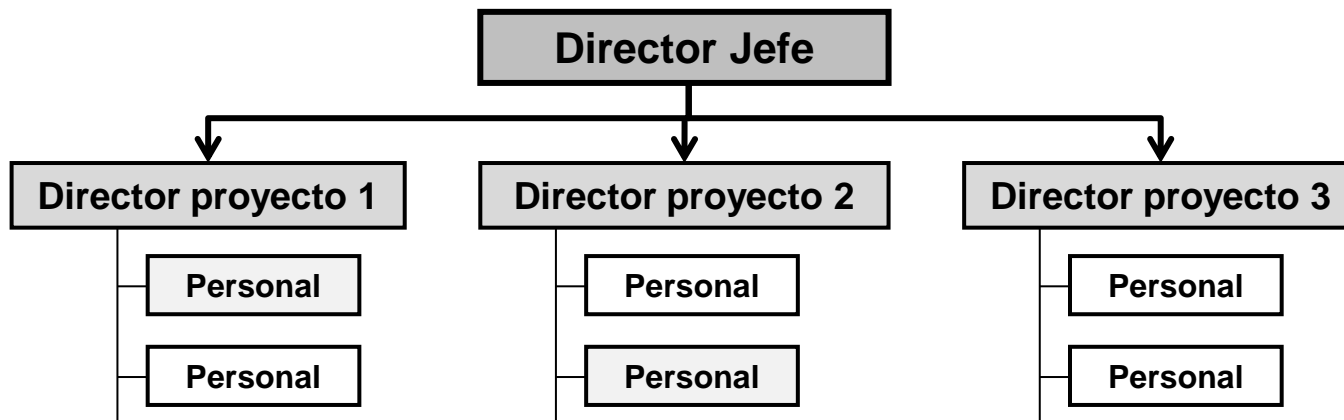 Director Jefe
Director proyecto 1
Director proyecto 2
Director proyecto 3
Personal
Personal
Personal
Personal
Personal
Personal